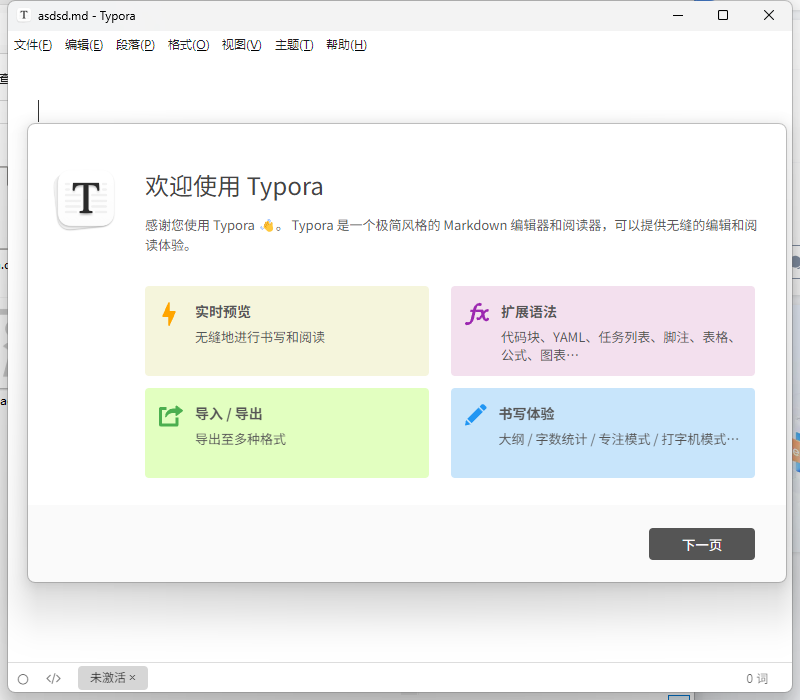 asdsd.md - Typora
文件(F) 编辑(E) 段落(P) 格式(O) 视图(V) 主题(T) 帮助(H)
T
欢迎使用 Typora
感谢您使用 Typora 👋。 Typora 是一个极简风格的 Markdown 编辑器和阅读器，可以提供无缝的编辑和阅
读体验。
实时预览
无缝地进行书写和阅读
扩展语法
代码块、YAML、任务列表、脚注、表格、
公式、图表…
导入 / 导出
导出至多种格式
书写体验
大纲 / 字数统计 / 专注模式 / 打字机模式…
下一页
</> 未激活 × 0 词